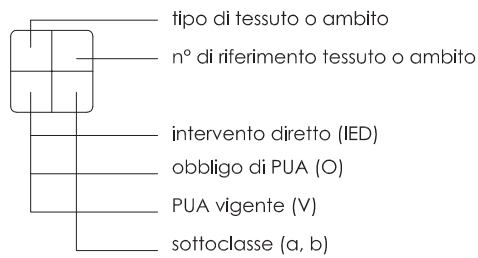 tipo di tessuto o ambito
n° di riferimento tessuto o ambito
intervento diretto (IED)
obbligo di PUA (O)
PUA vigente (V)
sottoclasse (a, b)